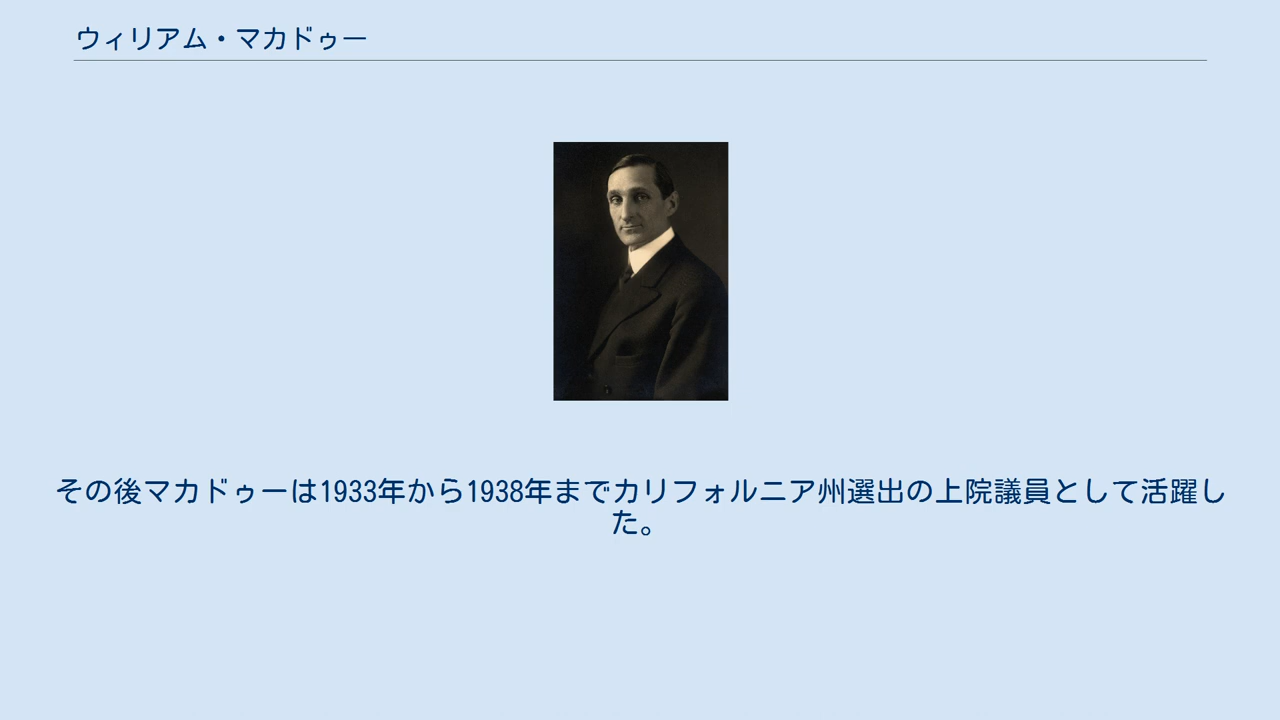 ウィリアム・マカドゥー
その後マカドゥーは1933年から1938年までカリフォルニア州選出の上院議員として活躍し
た。